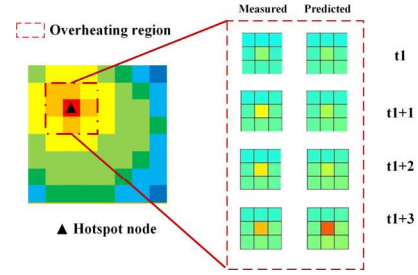 Measured Predicted
Overheating region
t1
t1+1
t1+2
t1+3
▲ Hotspot node